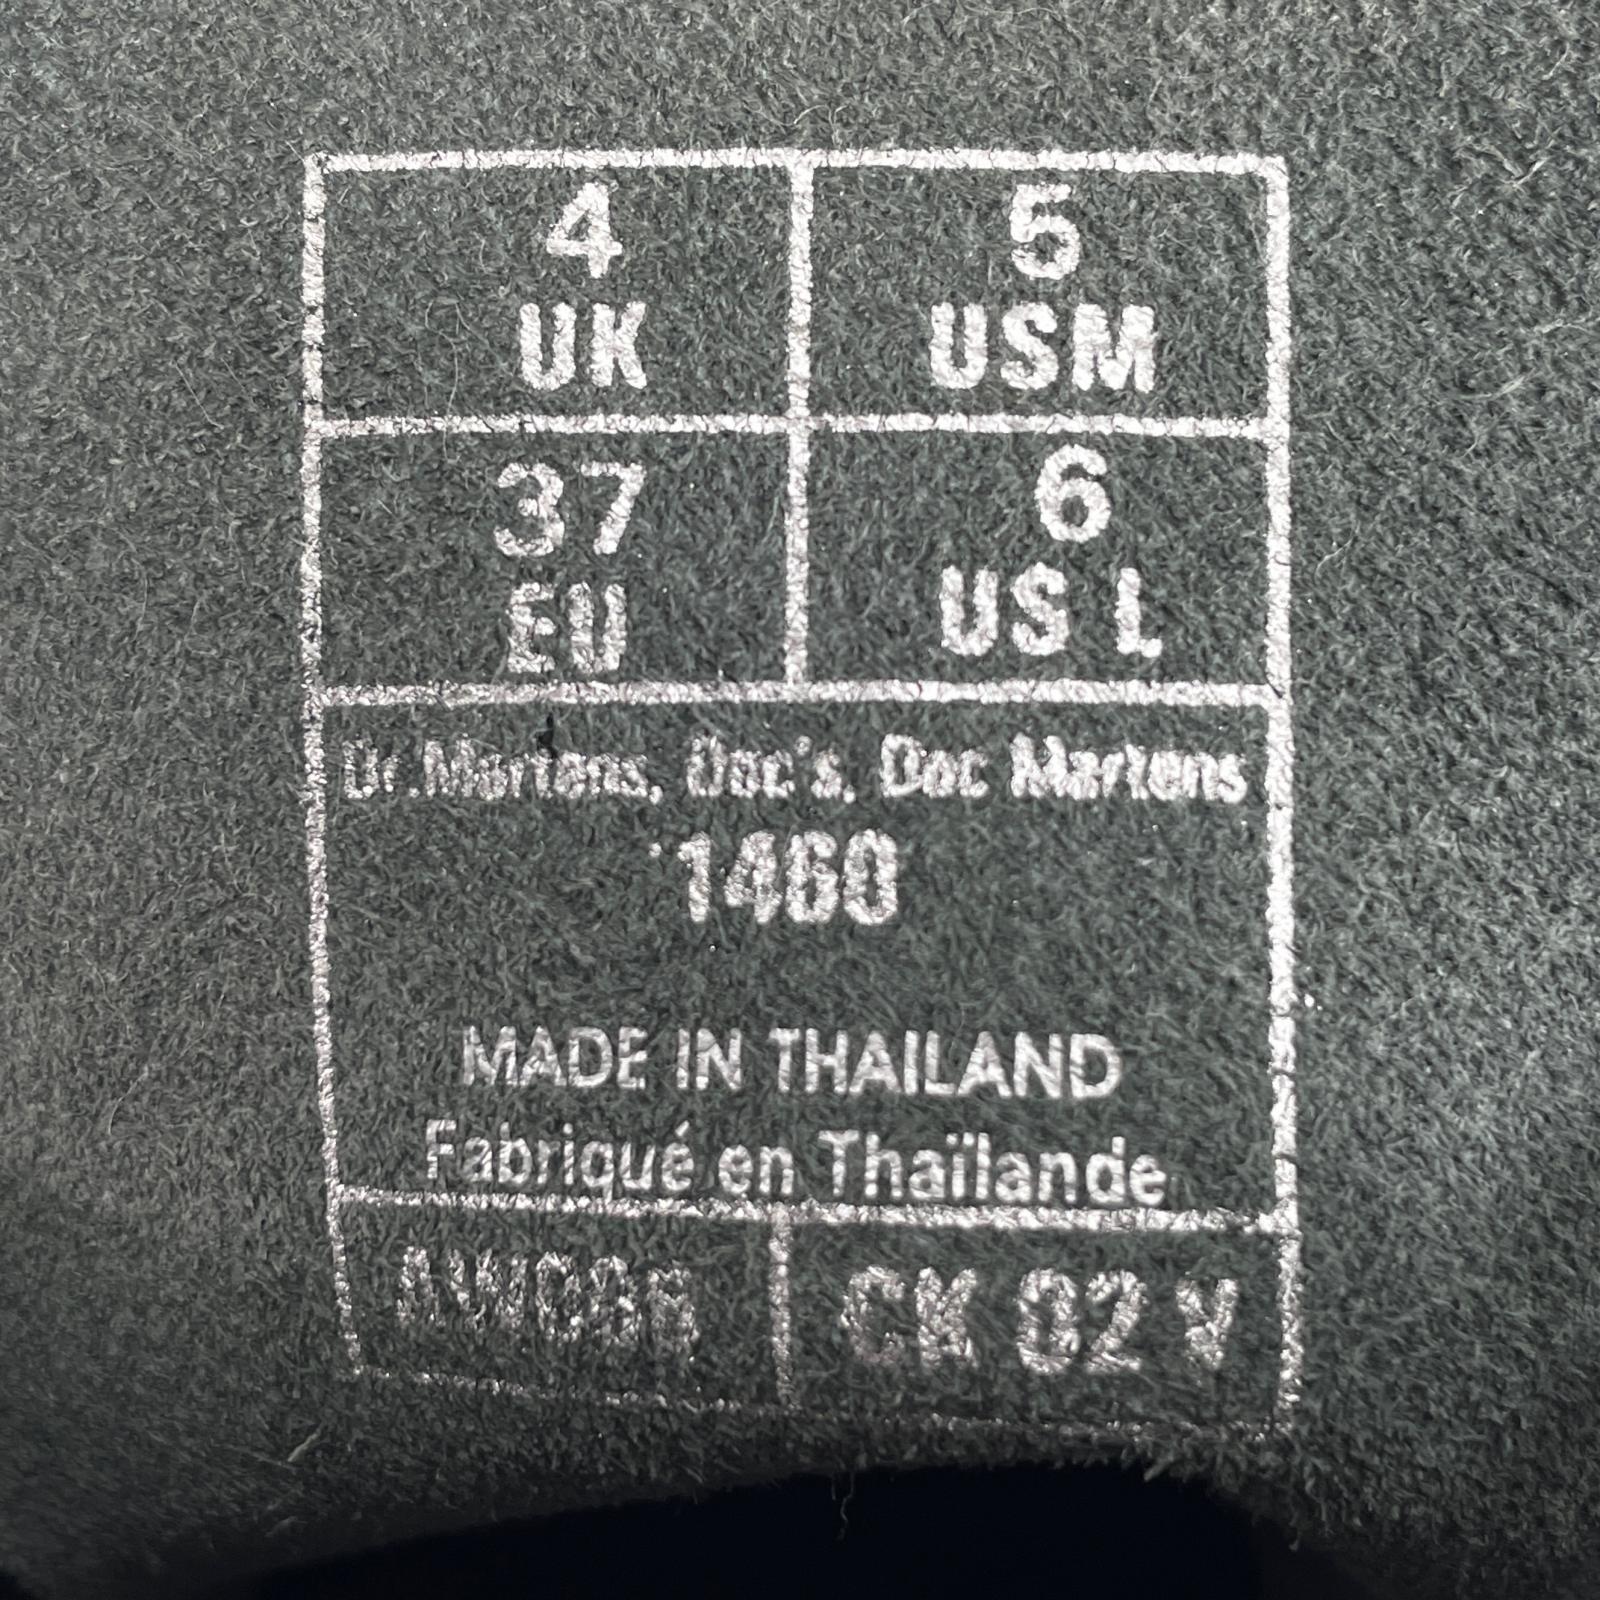 4
UK
5
USM
37
EU
6
US L
Dr.Martens, Doc's, Doc Martens
1460
MADE IN THAILAND
Fabriqué en Thaïlande
CK 02 V